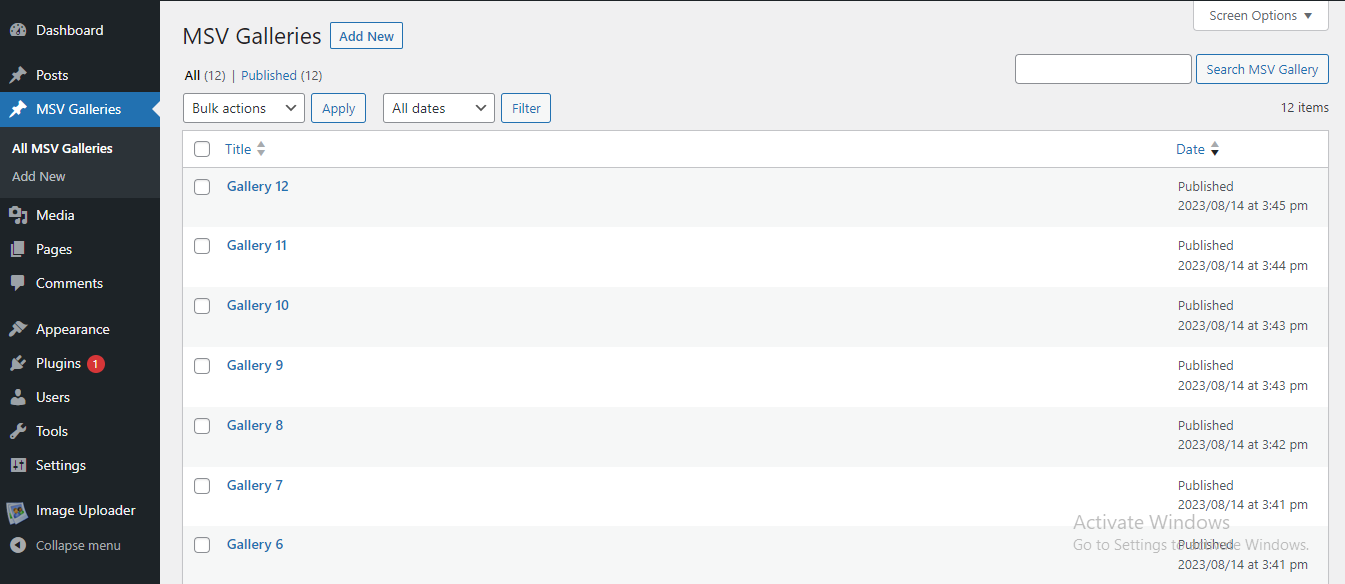 Dashboard
Posts
MSV Galleries
All MSV Galleries
Add New
Media
Pages
Comments
Appearance
Plugins 1
Users
Tools
Settings
Image Uploader
Collapse menu
Screen Options ▼
MSV Galleries Add New
All (12) | Published (12)
Search MSV Gallery
Bulk actions Apply All dates Filter 12 items
Title Date
Gallery 12 Published
2023/08/14 at 3:45 pm
Gallery 11 Published
2023/08/14 at 3:44 pm
Gallery 10 Published
2023/08/14 at 3:43 pm
Gallery 9 Published
2023/08/14 at 3:43 pm
Gallery 8 Published
2023/08/14 at 3:42 pm
Gallery 7 Published
2023/08/14 at 3:41 pm
Gallery 6 Published
2023/08/14 at 3:41 pm
Activate Windows
Go to Settings to activate Windows.